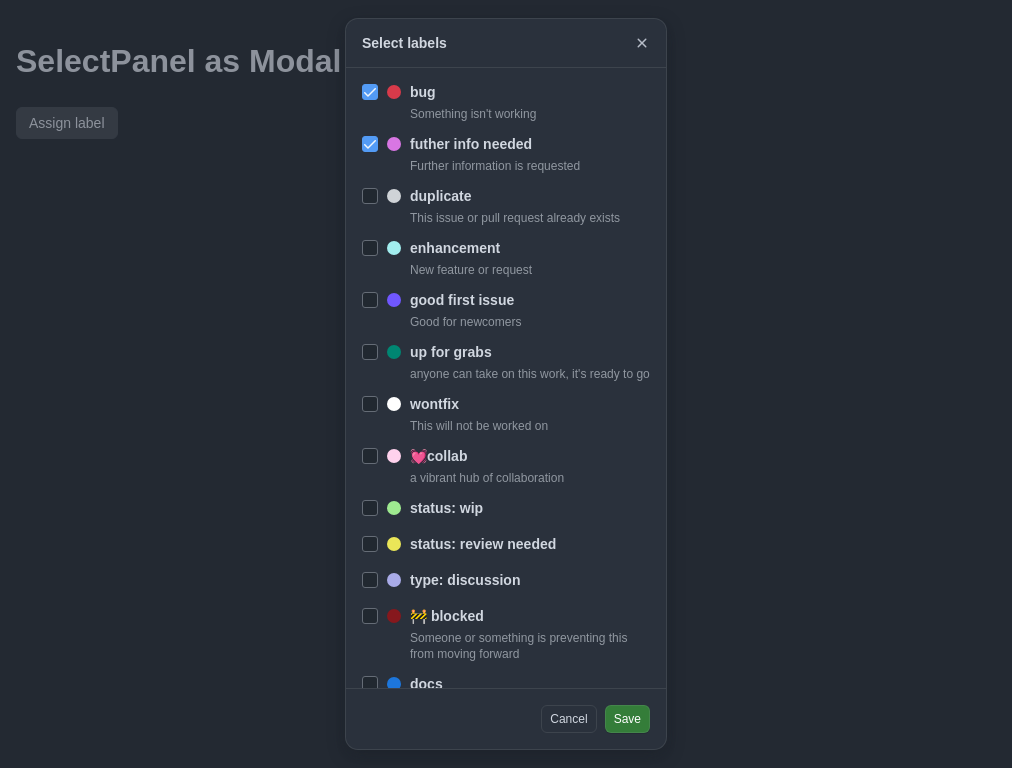 SelectPanel as Modal
Assign label
Select labels
bug
Something isn't working
futher info needed
Further information is requested
duplicate
This issue or pull request already exists
enhancement
New feature or request
good first issue
Good for newcomers
up for grabs
anyone can take on this work, it's ready to go
wontfix
This will not be worked on
💓collab
a vibrant hub of collaboration
status: wip
status: review needed
type: discussion
🚧 blocked
Someone or something is preventing this
from moving forward
docs
Cancel
Save